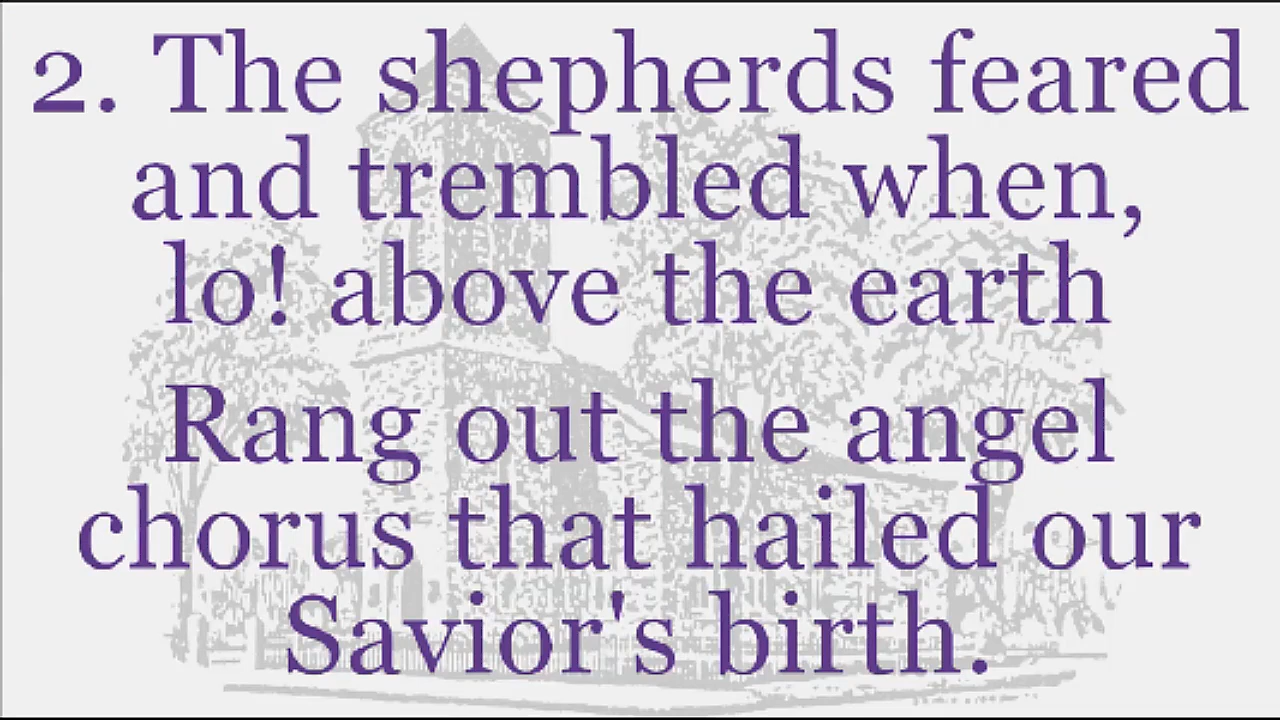 2. The shepherds feared
and trembled when,
lo! above the earth
Rang out the angel
chorus that hailed our
Savior's birth.